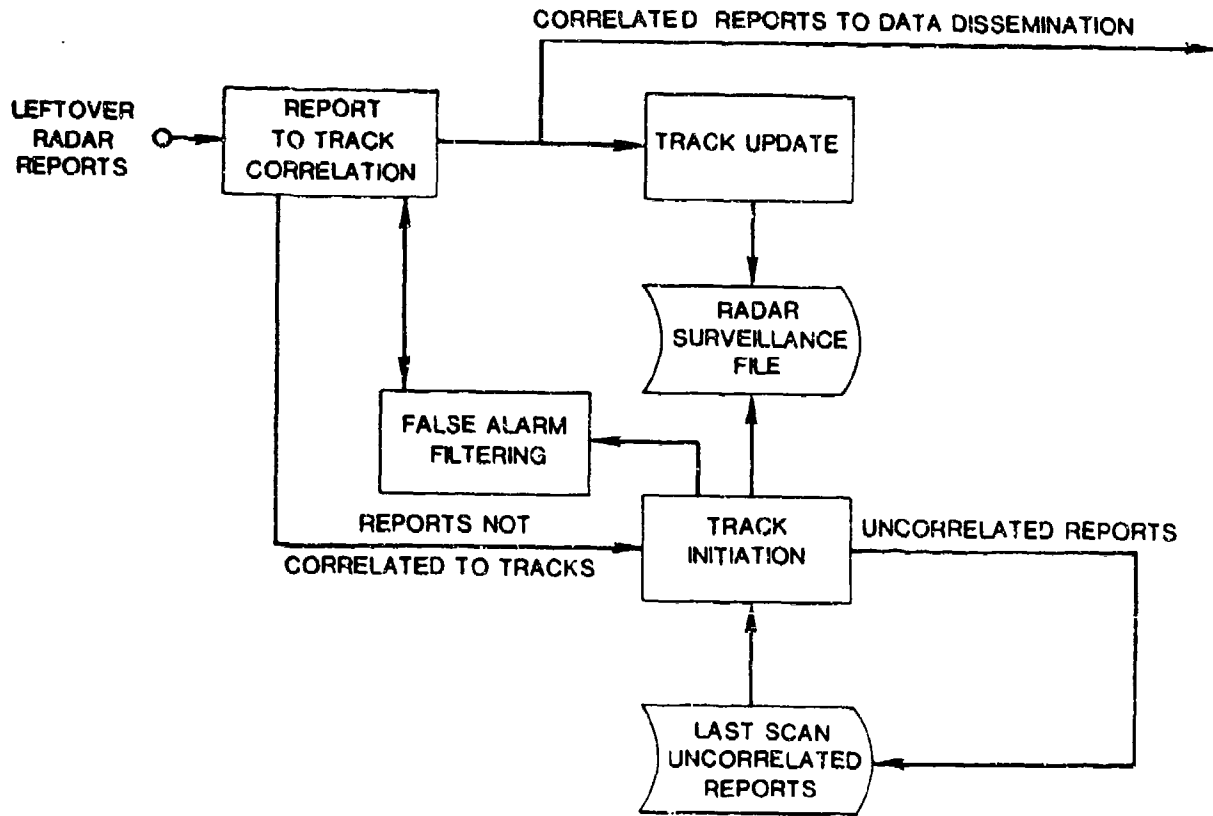 CORRELATED REPORTS TO DATA DISSEMINATION
LEFTOVER
RADAR
REPORTS
REPORT
TO TRACK
CORRELATION
TRACK UPDATE
RADAR
SURVEILLANCE
FILE
FALSE ALARM
FILTERING
REPORTS NOT
CORRELATED TO TRACKS
TRACK
INITIATION
UNCORRELATED REPORTS
LAST SCAN
UNCORRELATED
REPORTS